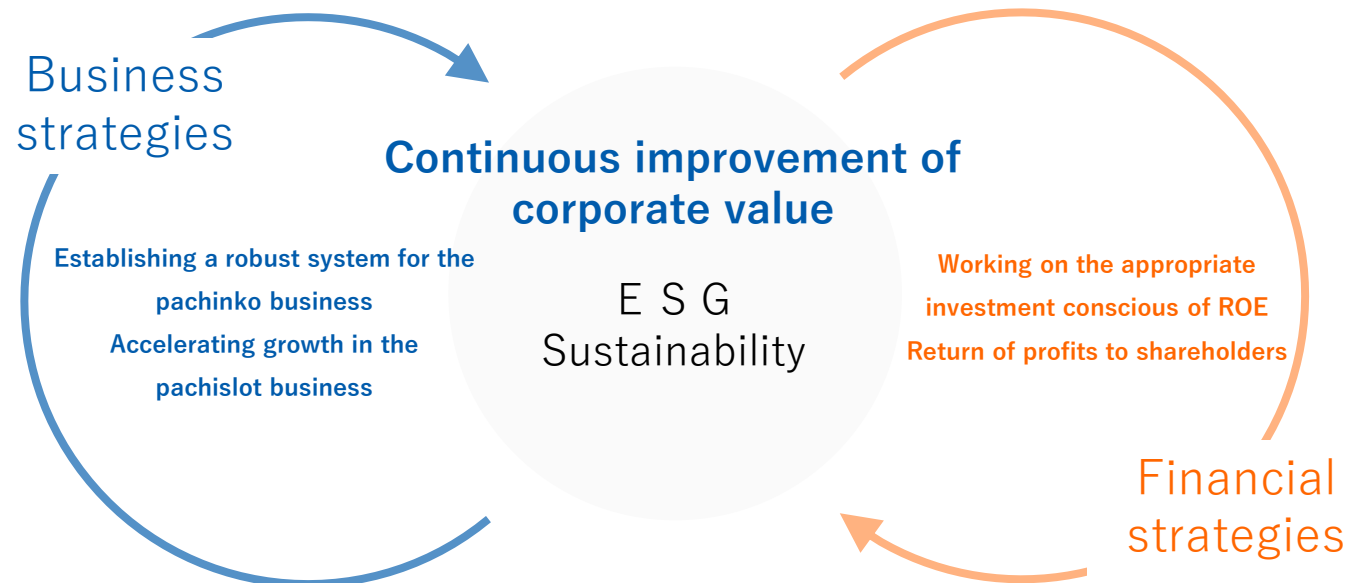 Business
strategies
Continuous improvement of
corporate value
Establishing a robust system for the
pachinko business
Accelerating growth in the
pachislot business
E S G
Sustainability
Working on the appropriate
investment conscious of ROE
Return of profits to shareholders
Financial
strategies